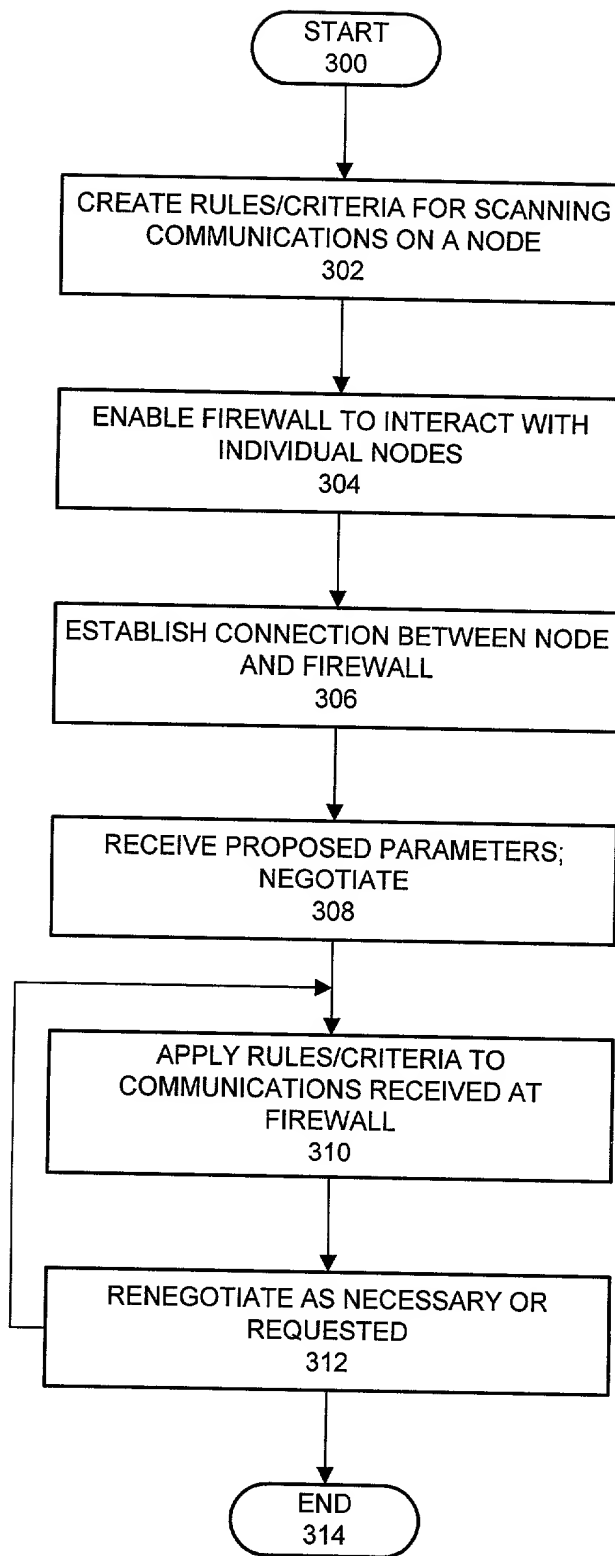 START
300
CREATE RULES/CRITERIA FOR SCANNING
COMMUNICATIONS ON A NODE
302
ENABLE FIREWALL TO INTERACT WITH
INDIVIDUAL NODES
304
ESTABLISH CONNECTION BETWEEN NODE
AND FIREWALL
306
RECEIVE PROPOSED PARAMETERS;
NEGOTIATE
308
APPLY RULES/CRITERIA TO
COMMUNICATIONS RECEIVED AT
FIREWALL
310
RENEGOTIATE AS NECESSARY OR
REQUESTED
312
END
314